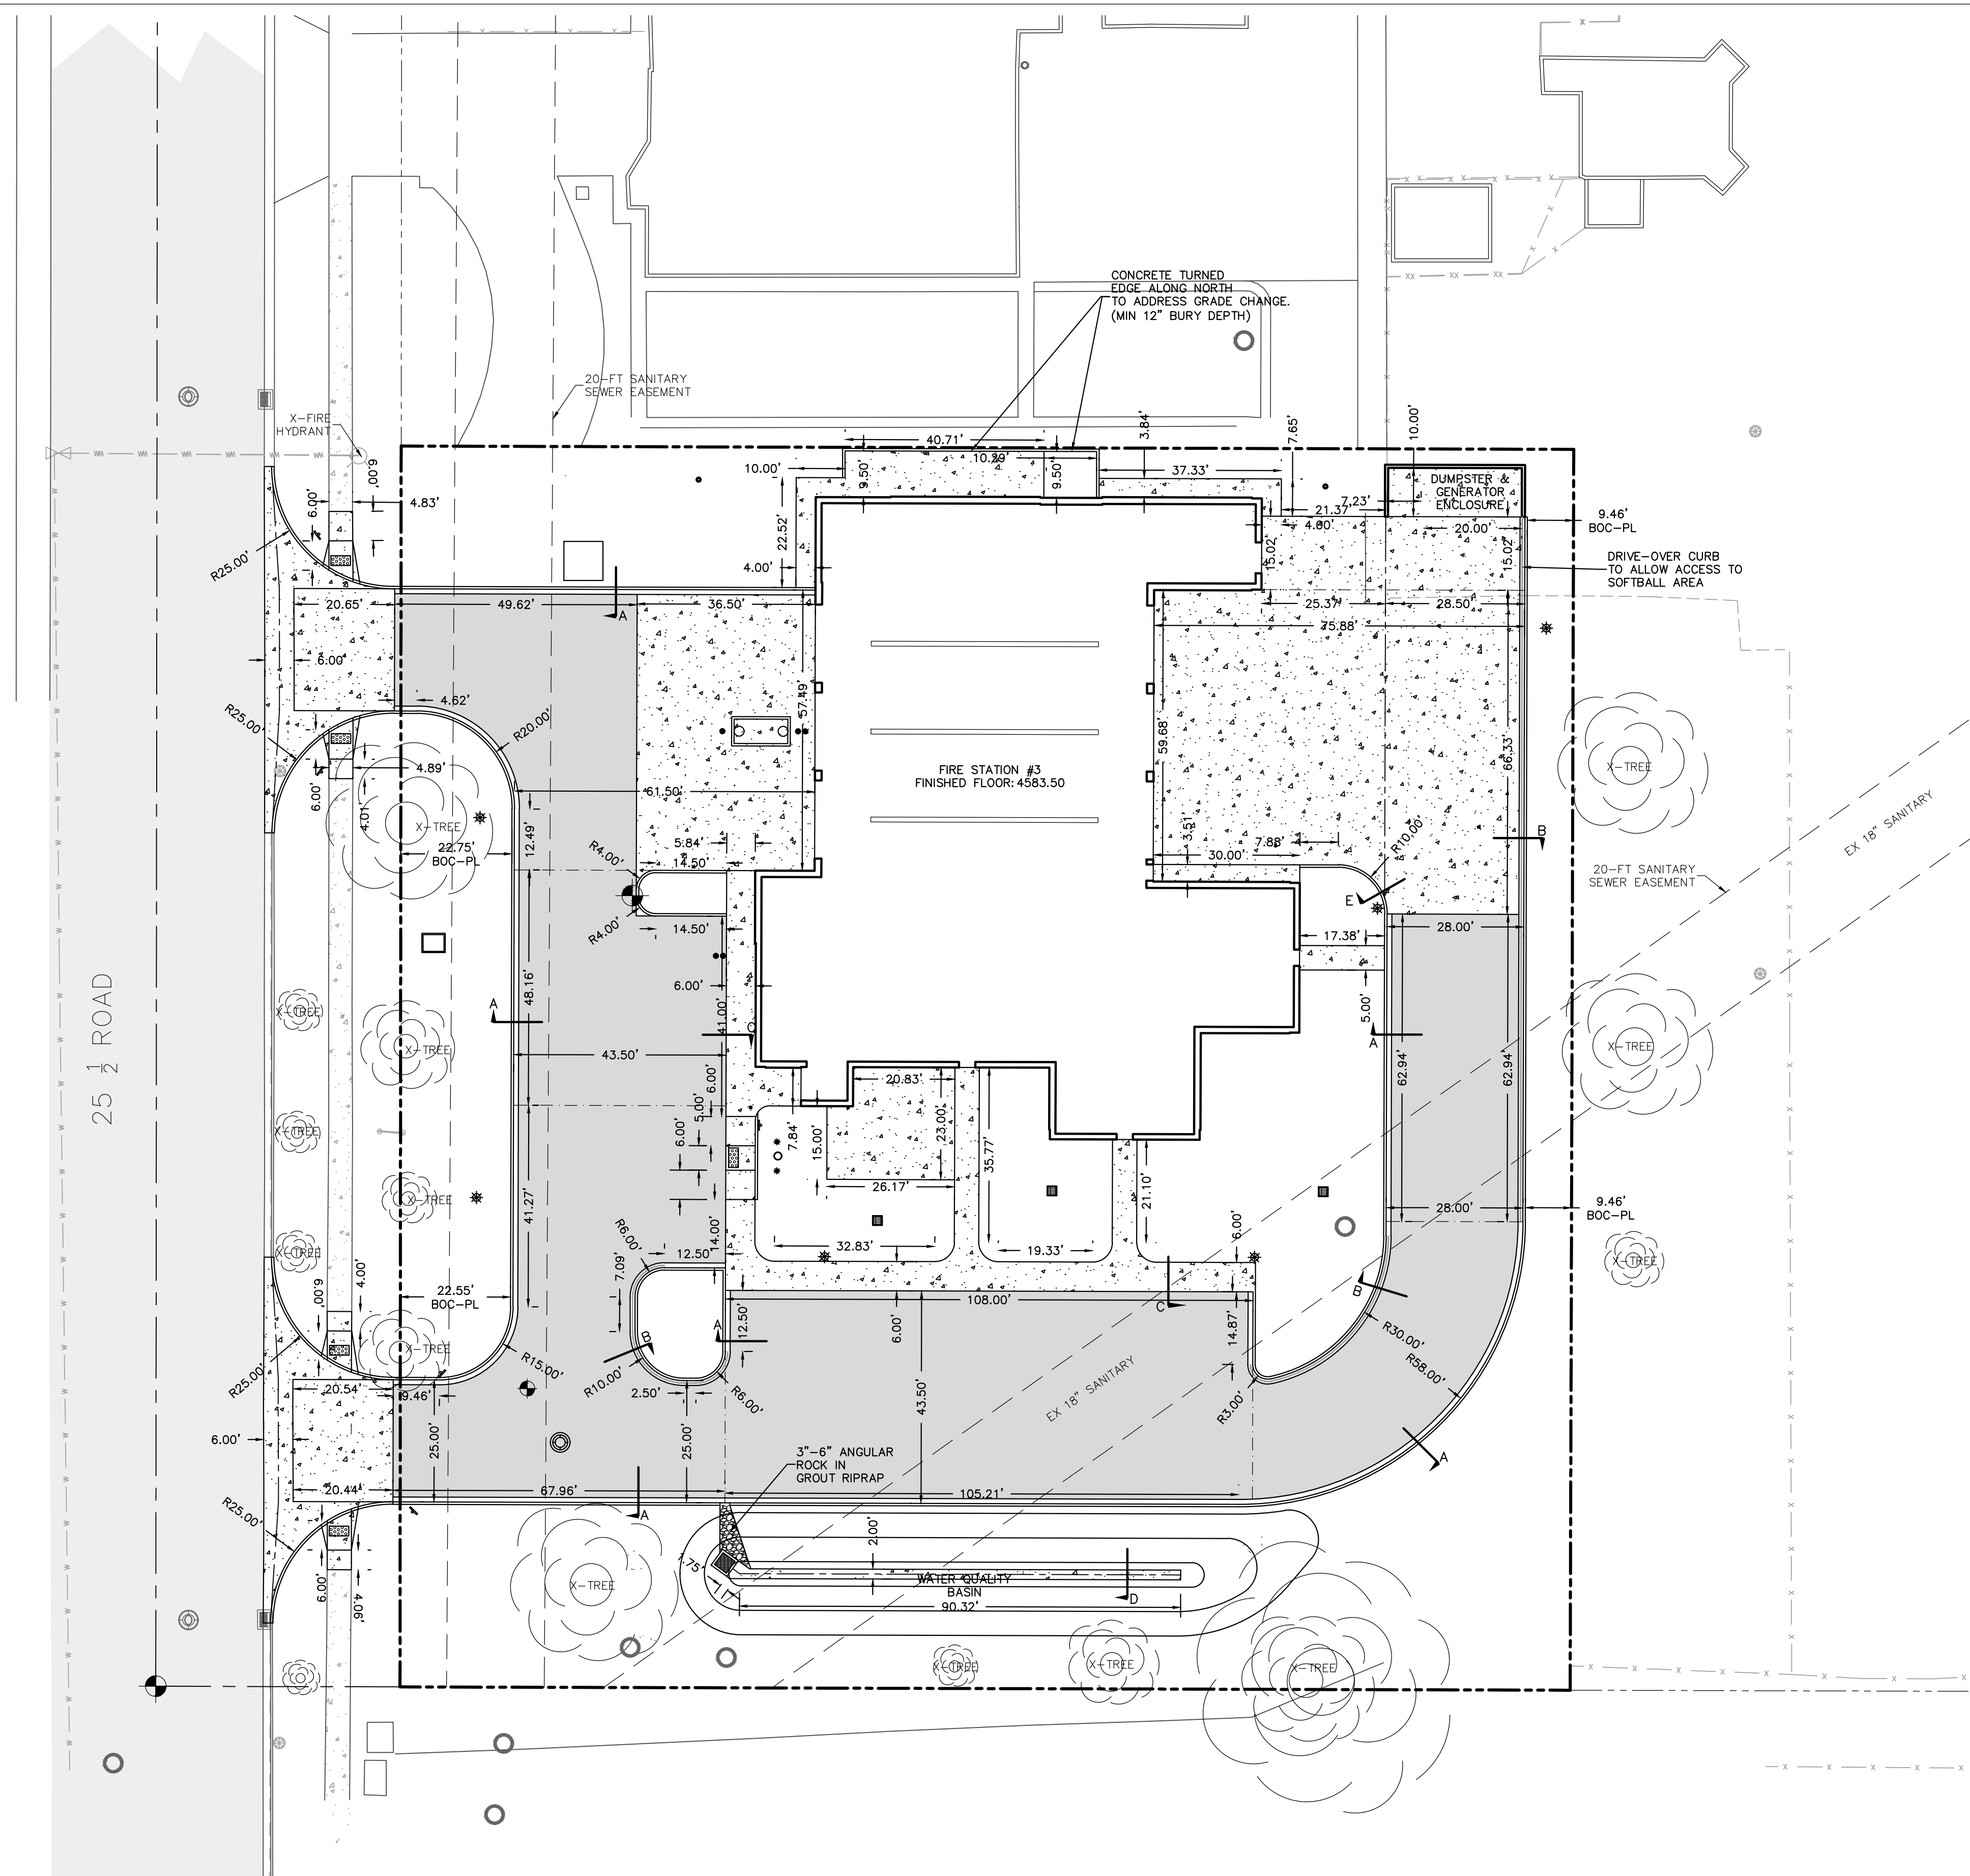 CONCRETE TURNED
EDGE ALONG NORTH
TO ADDRESS GRADE CHANGE.
(MIN 12" BURY DEPTH)
20-FT SANITARY
SEWER EASEMENT
X-FIRE
HYDRANT
6.00'
6.00'
4.83'
R25.00'
40.71'
10.00'
9.50'
10.29'
9.50'
3.84'
37.33'
7.65'
10.00'
DUMPSTER &
GENERATOR
ENCLOSURE
7.23'
21.37'
4.00'
20.00'
9.46'
BOC-PL
DRIVE-OVER CURB
TO ALLOW ACCESS TO
SOFTBALL AREA
22.52'
4.00'
15.02'
15.02'
20.65'
49.62'
36.50'
A
25.37'
28.50'
75.88'
6.00'
4.62'
R25.00'
R20.00'
57.49'
59.68'
66.33'
4.89'
6.00'
4.01'
X-TREE
22.75'
BOC-PL
61.50'
12.49'
FIRE STATION #3
FINISHED FLOOR: 4583.50
X-TREE
EX 18" SANITARY
R4.00'
5.84'
14.50'
3.51'
7.88'
30.00'
R10.00'
B
20-FT SANITARY
SEWER EASEMENT
E
R4.00'
14.50'
28.00'
17.38'
25 1/2 ROAD
48.16'
6.00'
41.00'
5.00'
A
X-TREE
X-TREE
C
A
X-TREE
43.50'
62.94'
62.94'
X-TREE
6.00'
5.00'
6.00'
20.83'
23.00'
7.84'
15.00'
35.77'
26.17'
21.10'
X-TREE
41.27'
14.00'
28.00'
9.46'
BOC-PL
X-TREE
R6.00'
12.50'
32.83'
19.33'
6.00'
X-TREE
6.00'
4.00'
22.55'
BOC-PL
7.09'
108.00'
C
B
12.50'
A
6.00'
14.87'
R30.00'
X-TREE
B
R15.00'
R58.00'
R25.00'
20.54'
9.46'
R10.00'
2.50'
R6.00'
43.50'
EX 18" SANITARY
R3.00'
6.00'
25.00'
25.00'
3"-6" ANGULAR
ROCK IN
GROUT RIPRAP
A
20.44'
67.96'
105.21'
R25.00'
A
6.00'
4.06'
X-TREE
1.75'
2.00'
WATER QUALITY
BASIN
90.32'
D
X-TREE
X-TREE
X-TREE